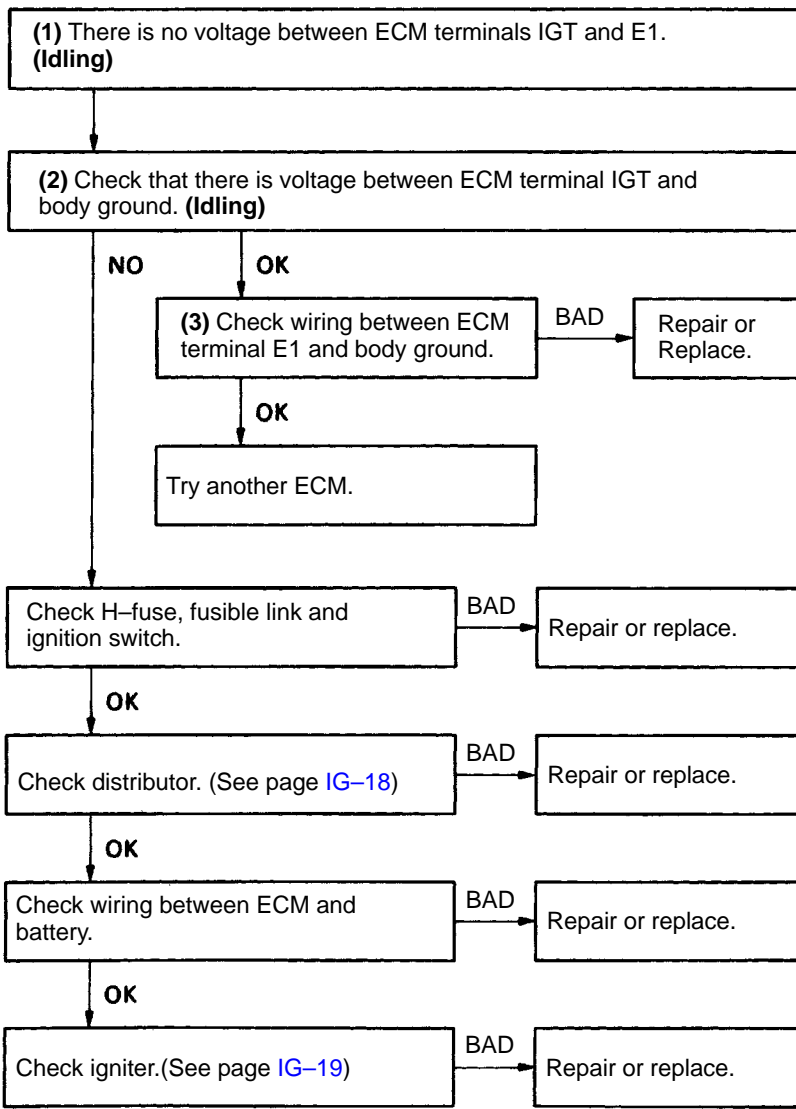 (1) There is no voltage between ECM terminals IGT and E1.
(Idling)
(2) Check that there is voltage between ECM terminal IGT and
body ground. (Idling)
NO
OK
(3) Check wiring between ECM
terminal E1 and body ground.
BAD
Repair or
Replace.
OK
Try another ECM.
Check H–fuse, fusible link and
ignition switch.
BAD
Repair or replace.
OK
Check distributor. (See page IG–18)
BAD
Repair or replace.
OK
Check wiring between ECM and
battery.
BAD
Repair or replace.
OK
Check igniter.(See page IG–19)
BAD
Repair or replace.